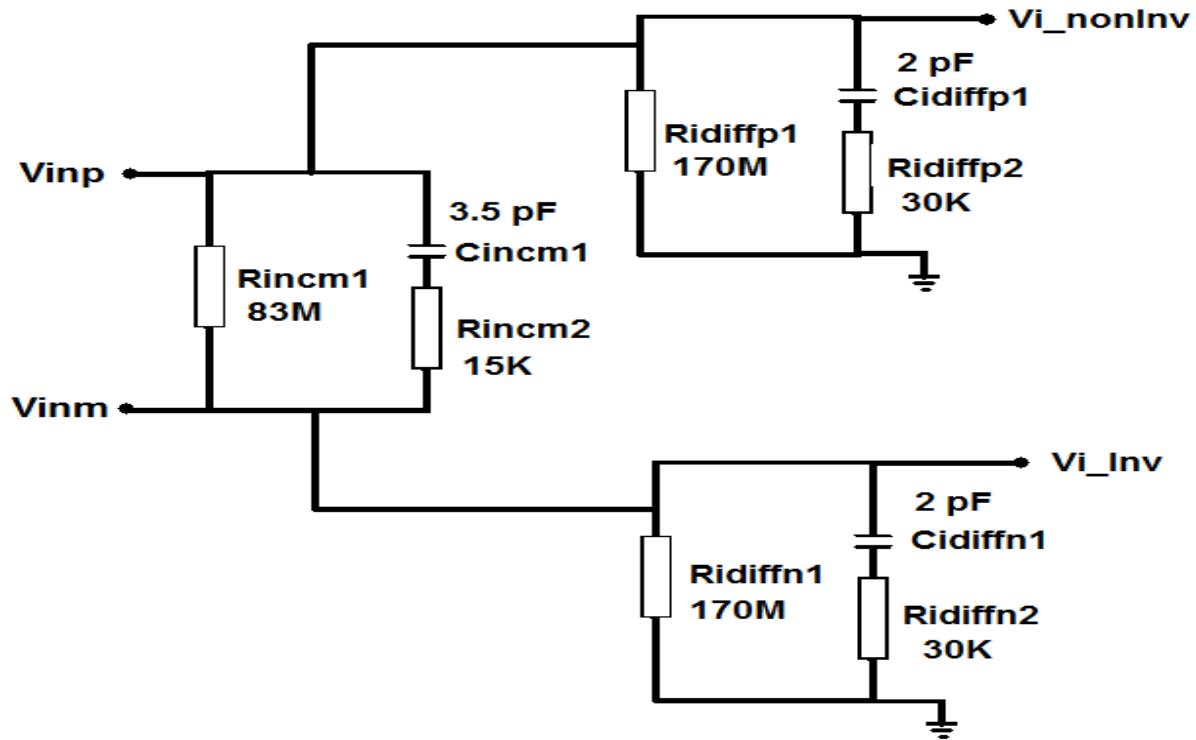 Vi_nonInv
2 pF
Cidiffp1
Ridiffp1
170M
Ridiffp2
30K
Vinp
3.5 pF
Cincm1
Rincm1
83M
Rincm2
15K
Vinm
Vi_Inv
2 pF
Cidiffn1
Ridiffn1
170M
Ridiffn2
30K